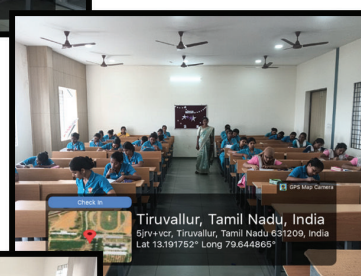 GPS Map Camera
Check In
Tiruvallur, Tamil Nadu, India
5jrv+vcr, Tiruvallur, Tamil Nadu 631209, India
Lat 13.191752° Long 79.644865°